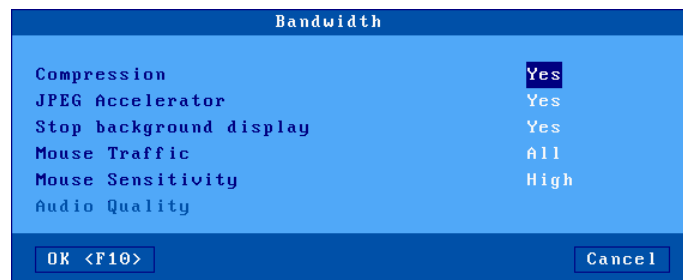 Bandwidth
Compression Yes
JPEG Accelerator Yes
Stop background display Yes
Mouse Traffic All
Mouse Sensitivity High
Audio Quality
OK <F10> Cancel